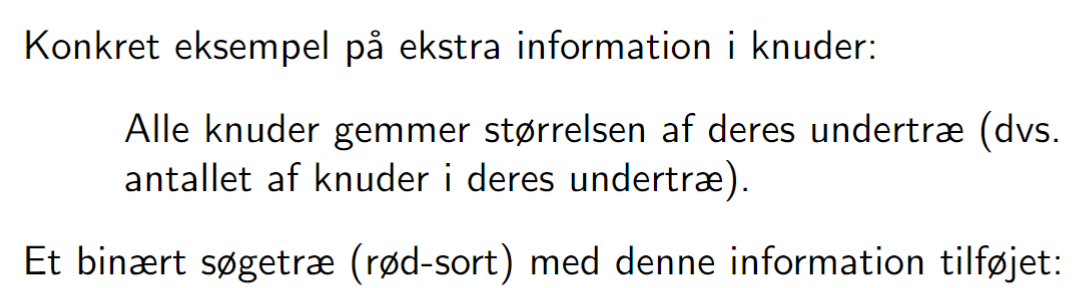 Konkret eksempel på ekstra information i knuder:
Alle knuder gemmer størrelsen af deres undertræ (dvs.
antallet af knuder i deres undertræ).
Et binært søgetræ (rød-sort) med denne information tilføjet: